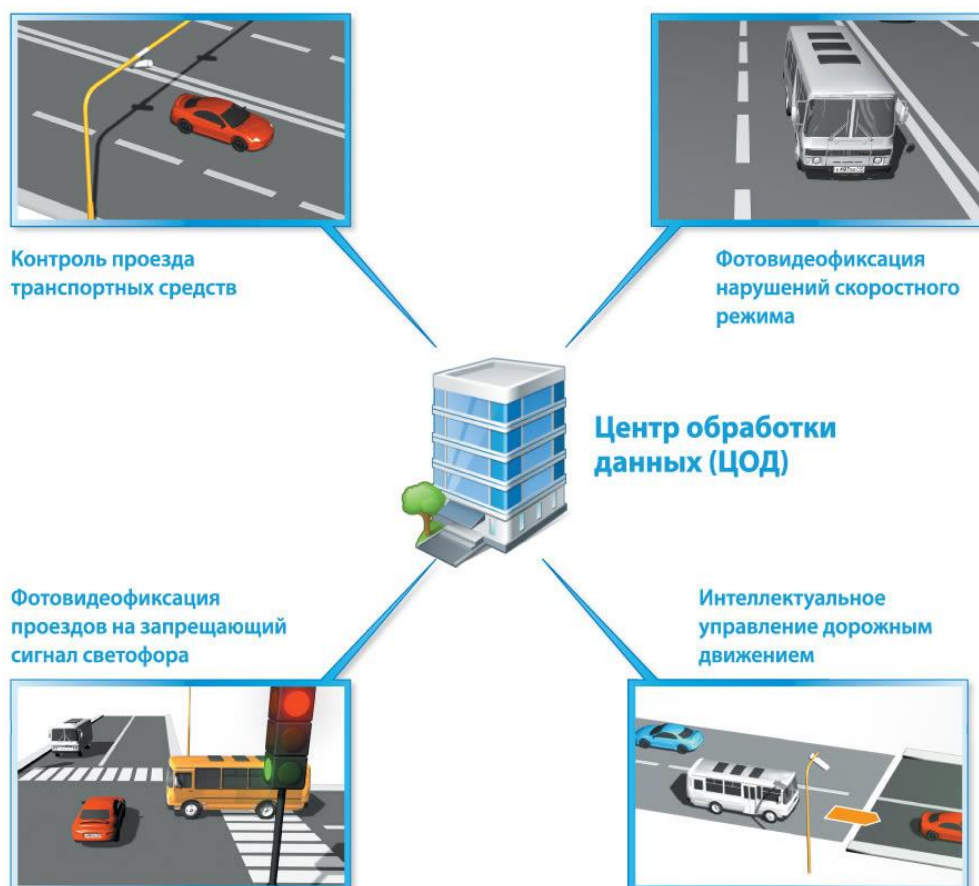 Контроль проезда
транспортных средств
Фотовидеофиксация
нарушений скоростного
режима
Центр обработки
данных (ЦОД)
Фотовидеофиксация
проездов на запрещающий
сигнал светофора
Интеллектуальное
управление дорожным
движением